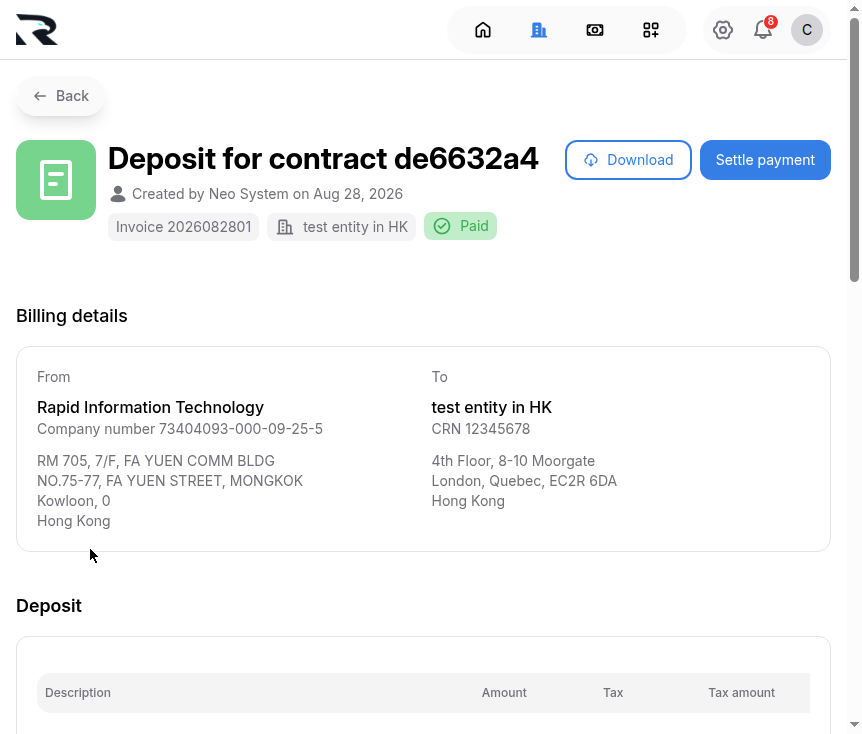 8
C
Back
Deposit for contract de6632a4
Download
Settle payment
Created by Neo System on Aug 28, 2026
Invoice 2026082801
test entity in HK
Paid
Billing details
From
Rapid Information Technology
Company number 73404093-000-09-25-5
RM 705, 7/F, FA YUEN COMM BLDG
NO.75-77, FA YUEN STREET, MONGKOK
Kowloon, 0
Hong Kong
To
test entity in HK
CRN 12345678
4th Floor, 8-10 Moorgate
London, Quebec, EC2R 6DA
Hong Kong
Deposit
Description Amount Tax Tax amount